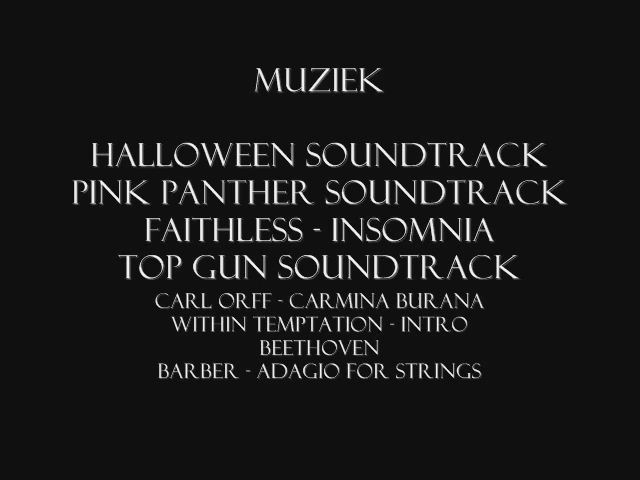 MUZIEK
HALLOWEEN SOUNDTRACK
PINK PANTHER SOUNDTRACK
FAITHLESS - INSOMNIA
TOP GUN SOUNDTRACK
CARL ORFF - CARMINA BURANA
WITHIN TEMPTATION - INTRO
BEETHOVEN
BARBER - ADAGIO FOR STRINGS